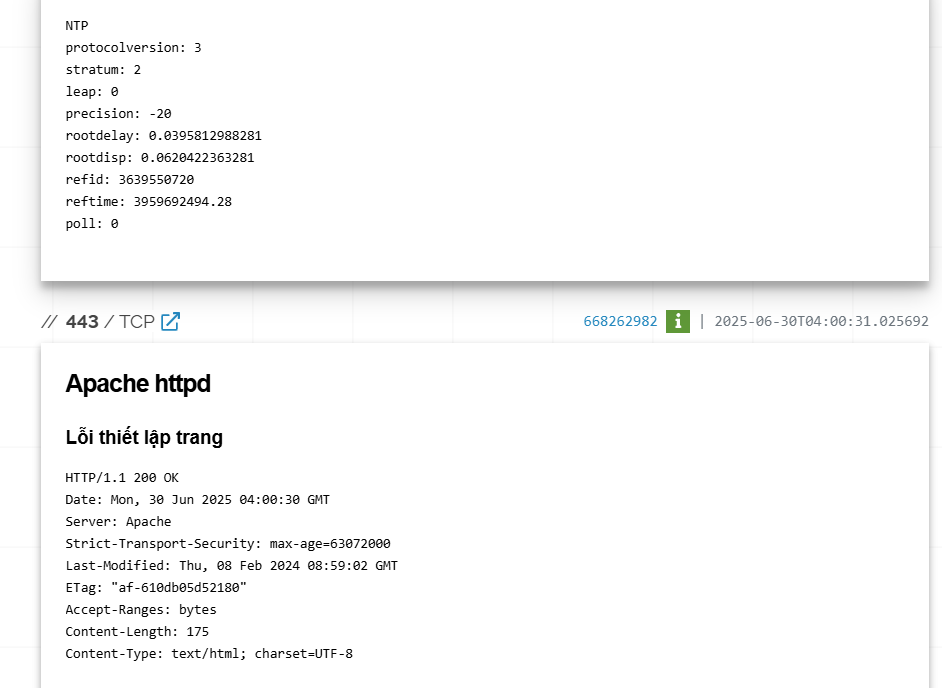 NTP
protocolversion: 3
stratum: 2
leap: 0
precision: -20
rootdelay: 0.0395812988281
rootdisp: 0.0620422363281
refid: 3639550720
reftime: 3959692494.28
poll: 0
// 443 / TCP
668262982 i | 2025-06-30T04:00:31.025692
Apache httpd
Lỗi thiết lập trang
HTTP/1.1 200 OK
Date: Mon, 30 Jun 2025 04:00:30 GMT
Server: Apache
Strict-Transport-Security: max-age=63072000
Last-Modified: Thu, 08 Feb 2024 08:59:02 GMT
ETag: "af-610db05d52180"
Accept-Ranges: bytes
Content-Length: 175
Content-Type: text/html; charset=UTF-8